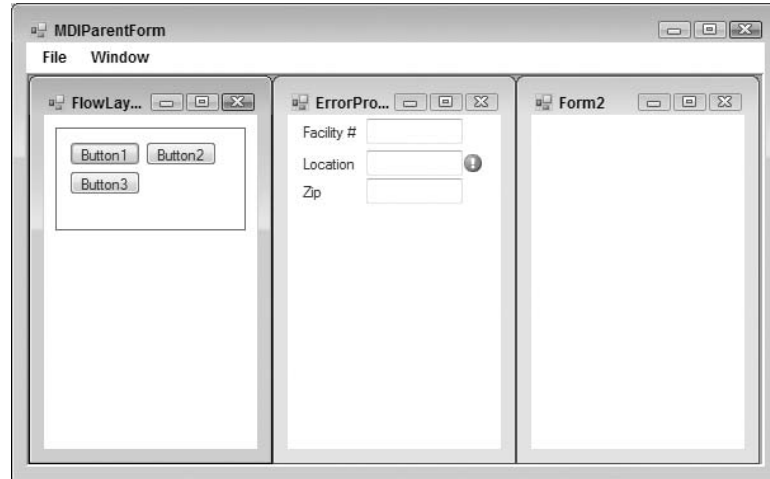 MDIParentForm
File Window
FlowLay...
Button1 Button2
Button3
ErrorPro...
Facility #
Location
Zip
Form2